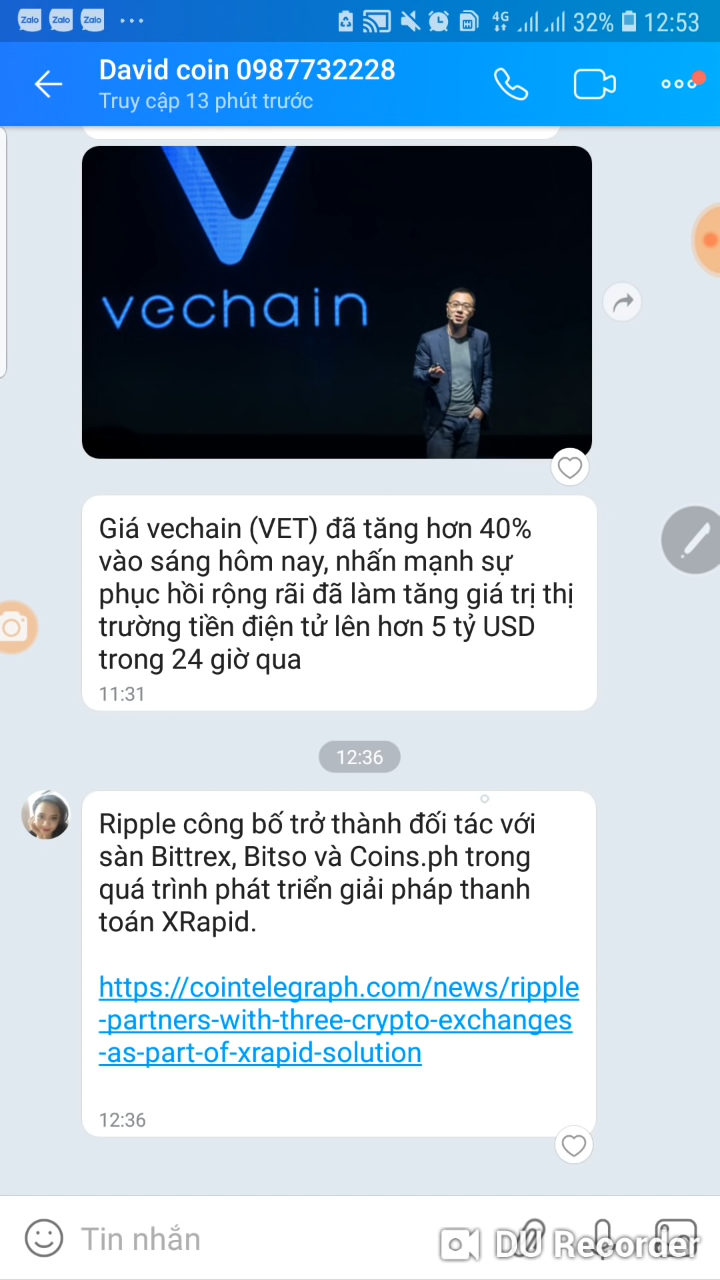 Zalo Zalo Zalo
4G 32% 12:53
David coin 0987732228
Truy cập 13 phút trước
vechain
Giá vechain (VET) đã tăng hơn 40%
vào sáng hôm nay, nhấn mạnh sự
phục hồi rộng rãi đã làm tăng giá trị thị
trường tiền điện tử lên hơn 5 tỷ USD
trong 24 giờ qua
11:31
12:36
Ripple công bố trở thành đối tác với
sàn Bittrex, Bitso và Coins.ph trong
quá trình phát triển giải pháp thanh
toán XRapid.
https://cointelegraph.com/news/ripple
-partners-with-three-crypto-exchanges
-as-part-of-xrapid-solution
12:36
Tin nhắn
DU Recorder